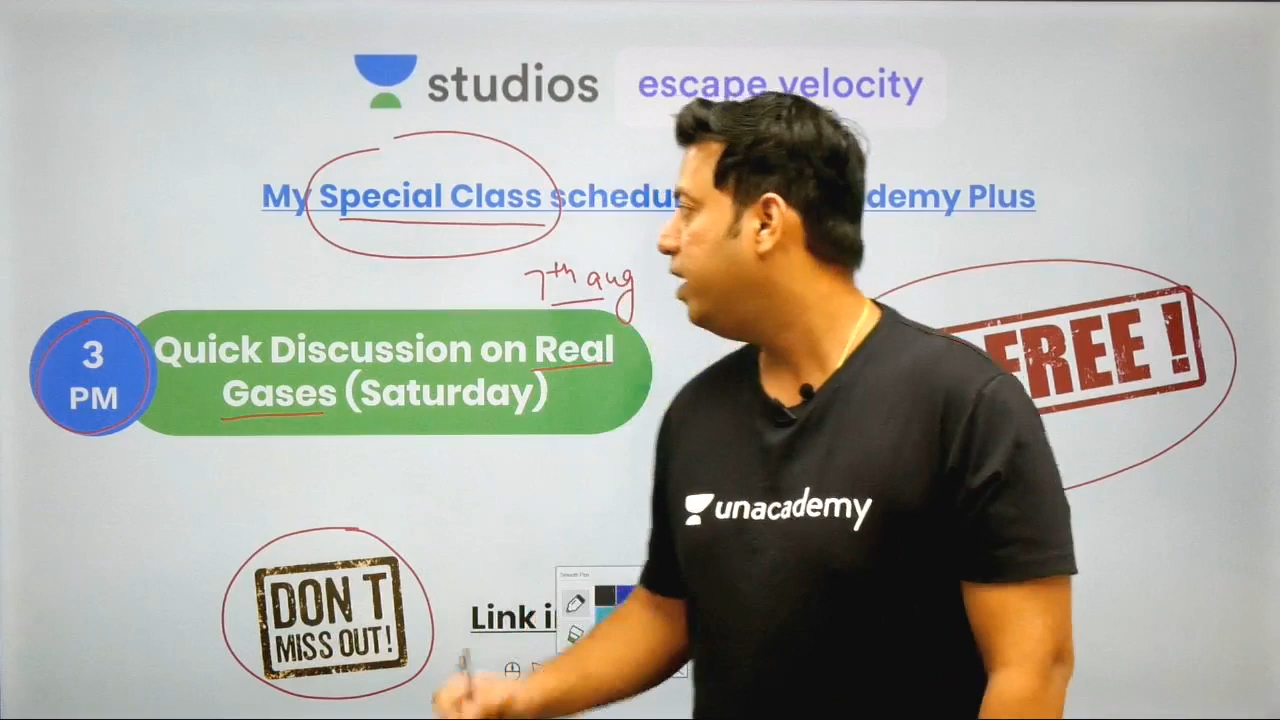 studios escape velocity
My Special Class schedu demy Plus
7th aug
3
PM
Quick Discussion on Real
Gases (Saturday)
FREE !
unacademy
DON T
MISS OUT!
Link i